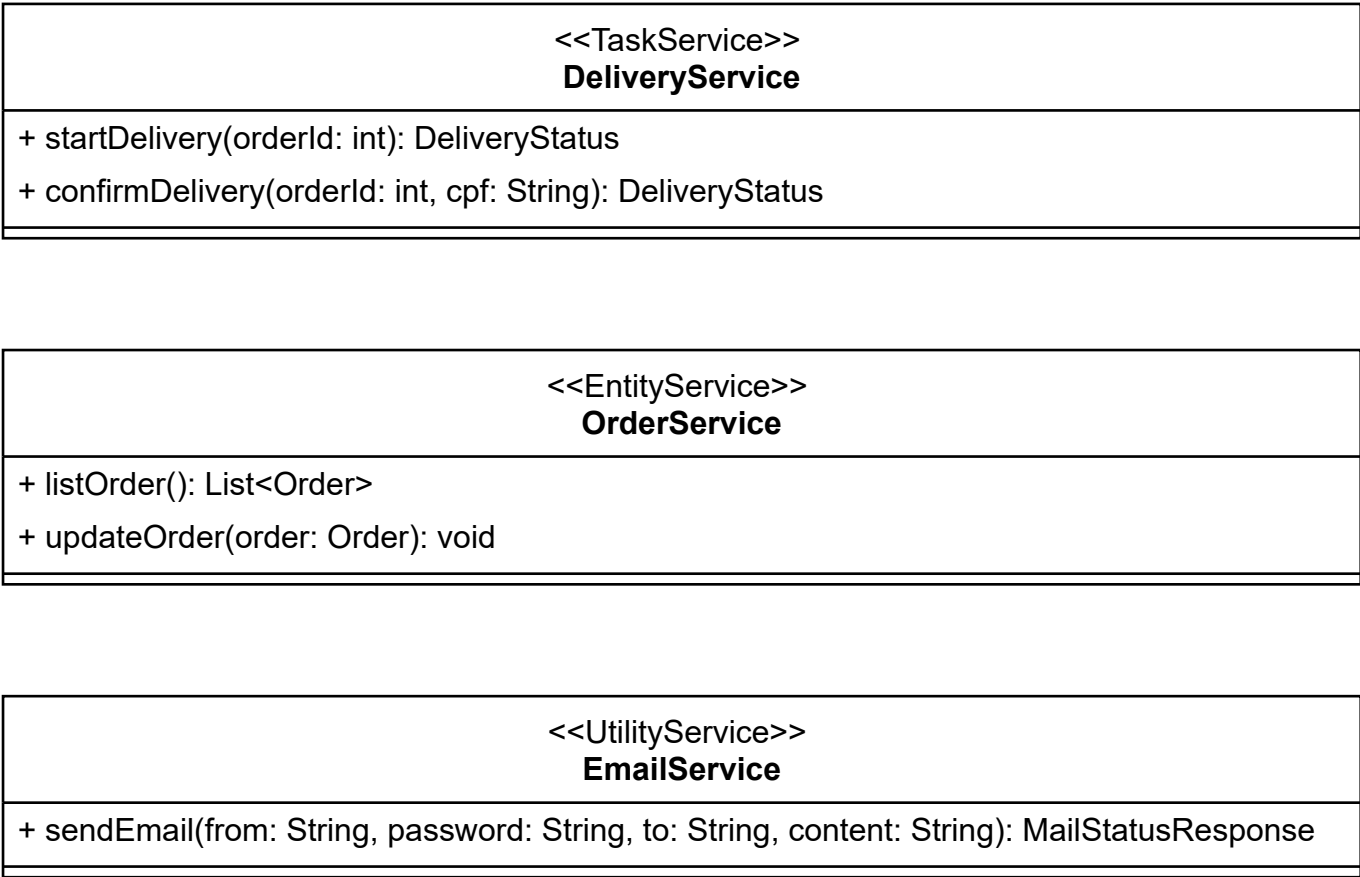 <<TaskService>>
DeliveryService
+ startDelivery(orderId: int): DeliveryStatus
+ confirmDelivery(orderId: int, cpf: String): DeliveryStatus
<<EntityService>>
OrderService
+ listOrder(): List<Order>
+ updateOrder(order: Order): void
<<UtilityService>>
EmailService
+ sendEmail(from: String, password: String, to: String, content: String): MailStatusResponse